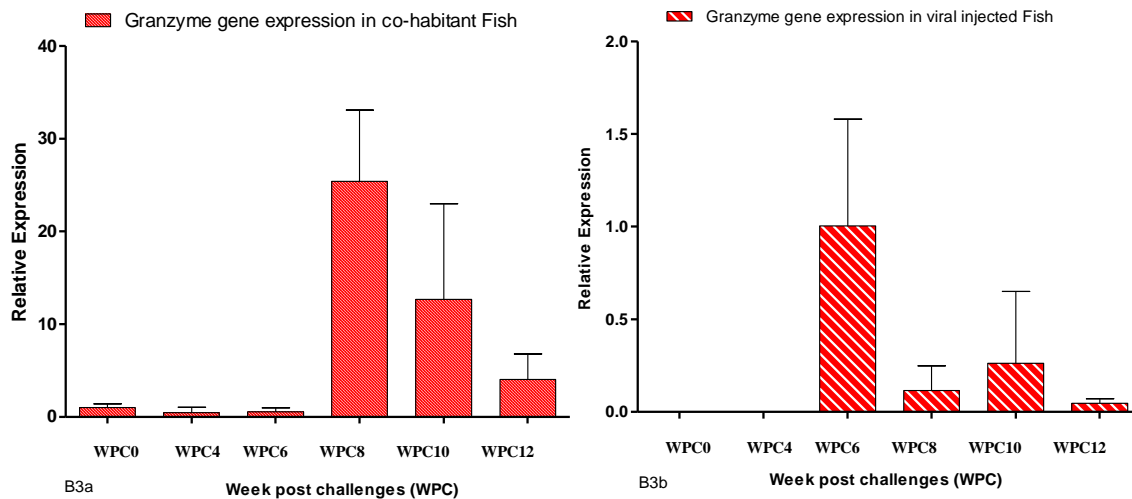 Granzyme gene expression in co-habitant Fish
40
30
20
10
0
Relative Expression
WPC0 WPC4 WPC6 WPC8 WPC10 WPC12
B3a
Week post challenges (WPC)
Granzyme gene expression in viral injected Fish
2.0
1.5
1.0
0.5
0.0
Relative Expression
WPC0 WPC4 WPC6 WPC8 WPC10 WPC12
B3b
Week post challenges (WPC)